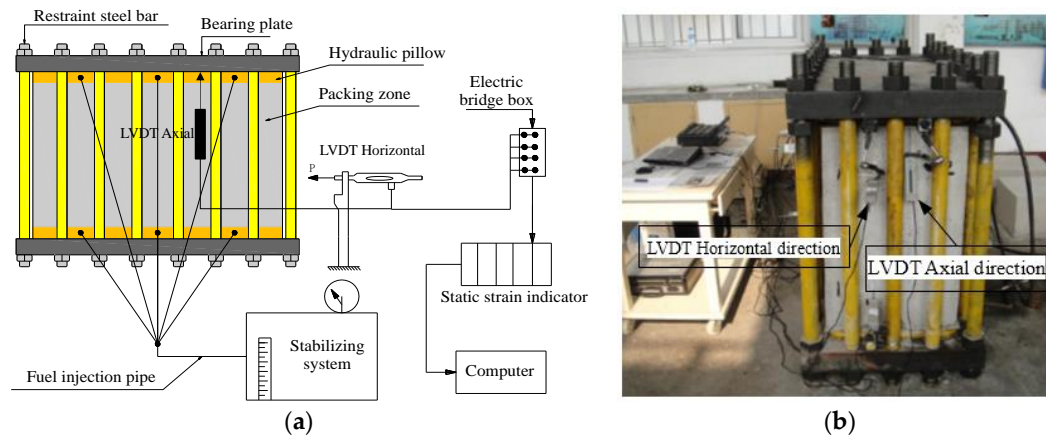 Restraint steel bar
Bearing plate
Hydraulic pillow
Packing zone
Electric
bridge box
LVDT Axial
LVDT Horizontal
P
Static strain indicator
Stabilizing
system
Fuel injection pipe
Computer
(a)
LVDT Horizontal direction
LVDT Axial direction
(b)